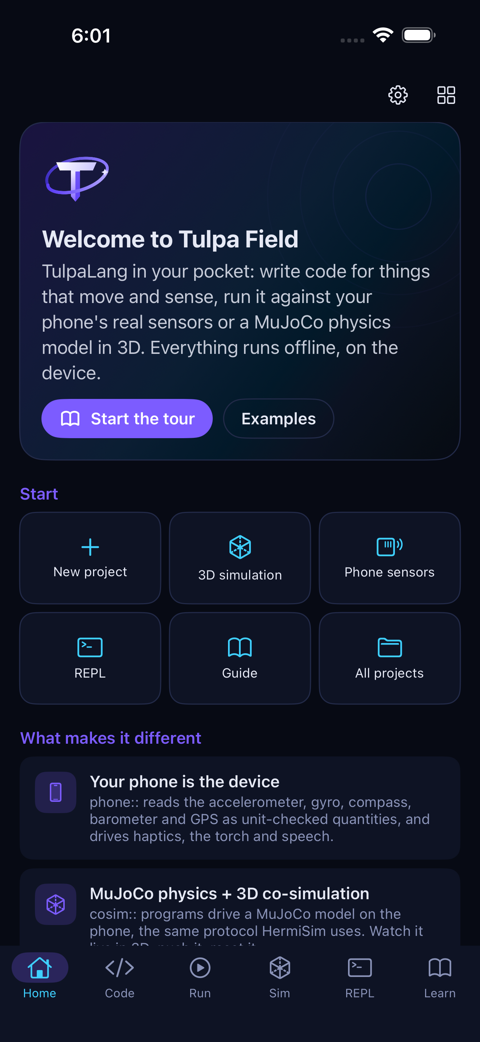 6:01
Welcome to Tulpa Field
TulpaLang in your pocket: write code for things
that move and sense, run it against your
phone's real sensors or a MuJoCo physics
model in 3D. Everything runs offline, on the
device.
Start the tour
Examples
Start
New project
3D simulation
Phone sensors
REPL
Guide
All projects
What makes it different
Your phone is the device
phone:: reads the accelerometer, gyro, compass,
barometer and GPS as unit-checked quantities, and
drives haptics, the torch and speech.
MuJoCo physics + 3D co-simulation
cosim:: programs drive a MuJoCo model on the
phone, the same protocol HermiSim uses. Watch it
Home
Code
Run
Sim
REPL
Learn